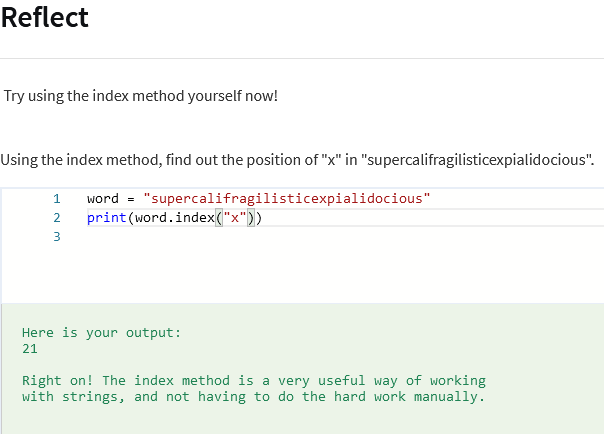 Reflect
Try using the index method yourself now!
Using the index method, find out the position of "x" in "supercalifragilisticexpialidocious".
1 word = "supercalifragilisticexpialidocious"
2 print(word.index("x"))
3
Here is your output:
21
Right on! The index method is a very useful way of working
with strings, and not having to do the hard work manually.